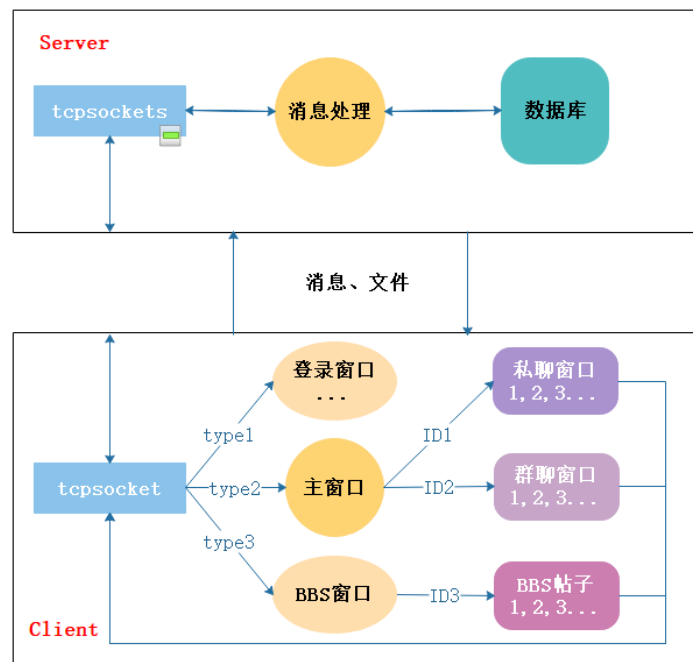 Server
tcpsockets
消息处理
数据库
消息、文件
登录窗口
...
私聊窗口
1,2,3...
type1
ID1
tcpsocket
type2
主窗口
ID2
群聊窗口
1,2,3...
type3
BBS窗口
ID3
BBS帖子
1,2,3...
Client